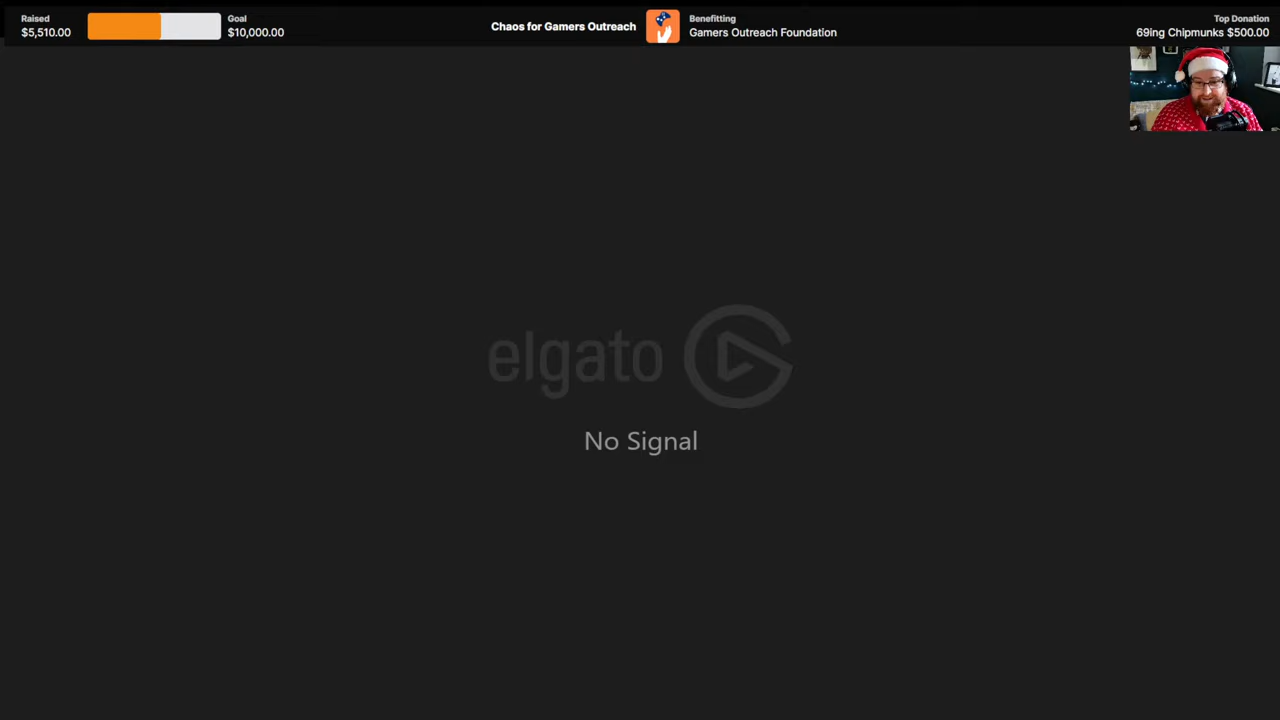 Raised
$5,510.00
Goal
$10,000.00
Chaos for Gamers Outreach
Benefitting
Gamers Outreach Foundation
Top Donation
69ing Chipmunks $500.00
elgato
No Signal